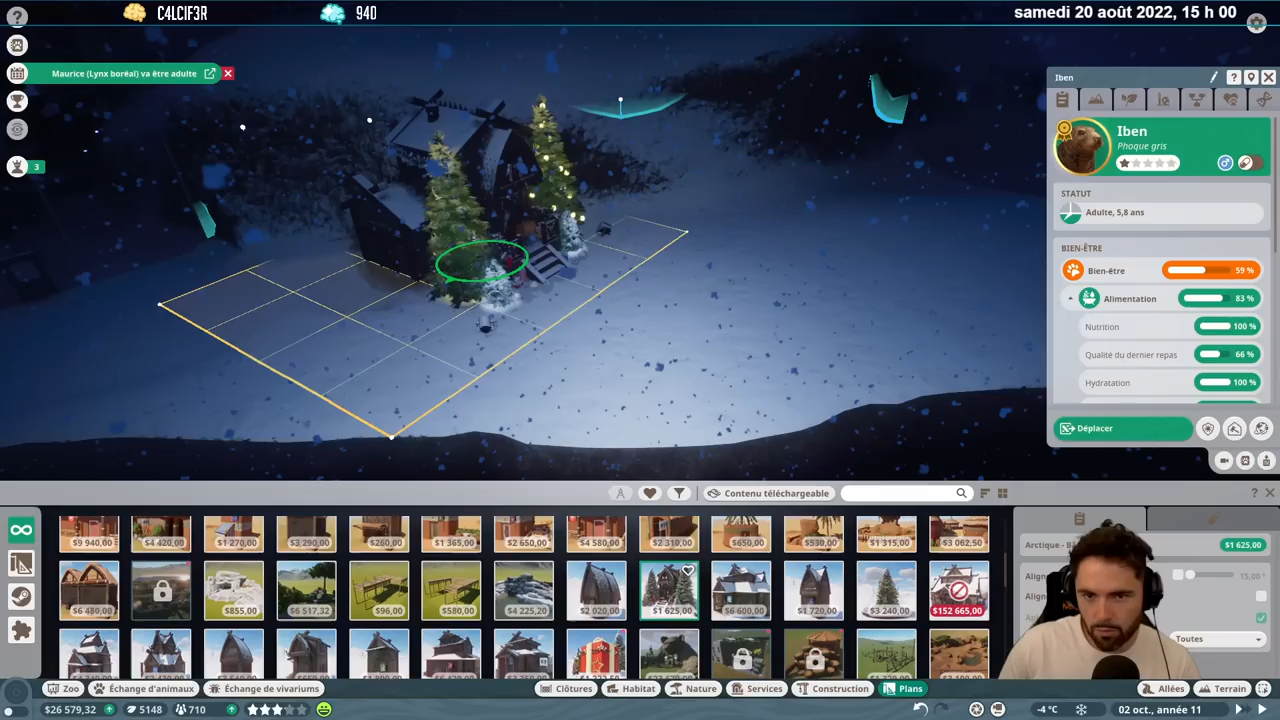 C4LCIF3R
940
samedi 20 août 2022, 15 h 00
Maurice (Lynx boréal) va être adulte
3
Iben
Iben
Phoque gris
STATUT
Adulte, 5,8 ans
BIEN-ÊTRE
Bien-être 59 %
Alimentation 83 %
Nutrition 100 %
Qualité du dernier repas 66 %
Hydratation 100 %
Déplacer
Contenu téléchargeable
$9 940,00 $4 420,00 $1 270,00 $3 290,00 $260,00 $1 365,00 $2 650,00 $4 580,00 $2 310,00 $650,00 $530,00 $1 315,00 $3 062,50
$6 480,00 $855,00 $6 517,32 $96,00 $580,00 $4 225,20 $2 020,00 $1 625,00 $6 600,00 $1 720,00 $3 240,00 $152 665,00
Arctique - $1 625,00
15,00°
Toutes
Zoo Échange d'animaux Échange de vivariums Clôtures Habitat Nature Services Construction Plans Allées Terrain
$26 579,32 5148 710 -4 °C 02 oct., année 11